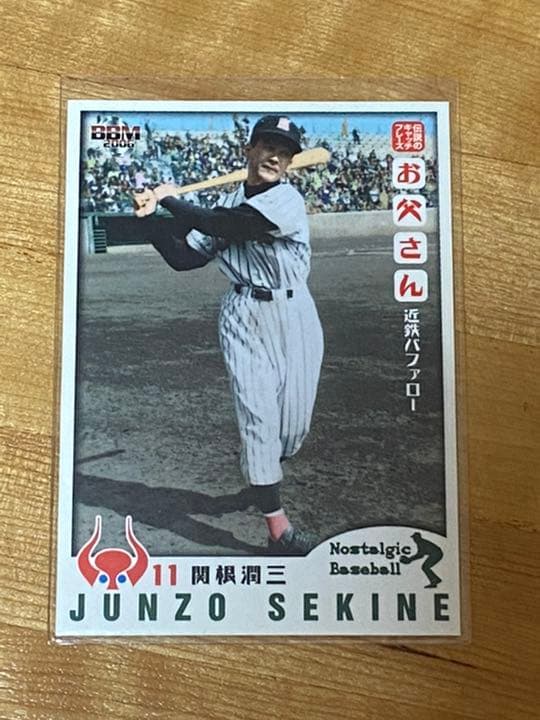 BBM
2006
伝説の
キャッチ
フレーズ
お父さん
近鉄バファロー
Nostalgic
Baseball
11 関根潤三
JUNZO SEKINE